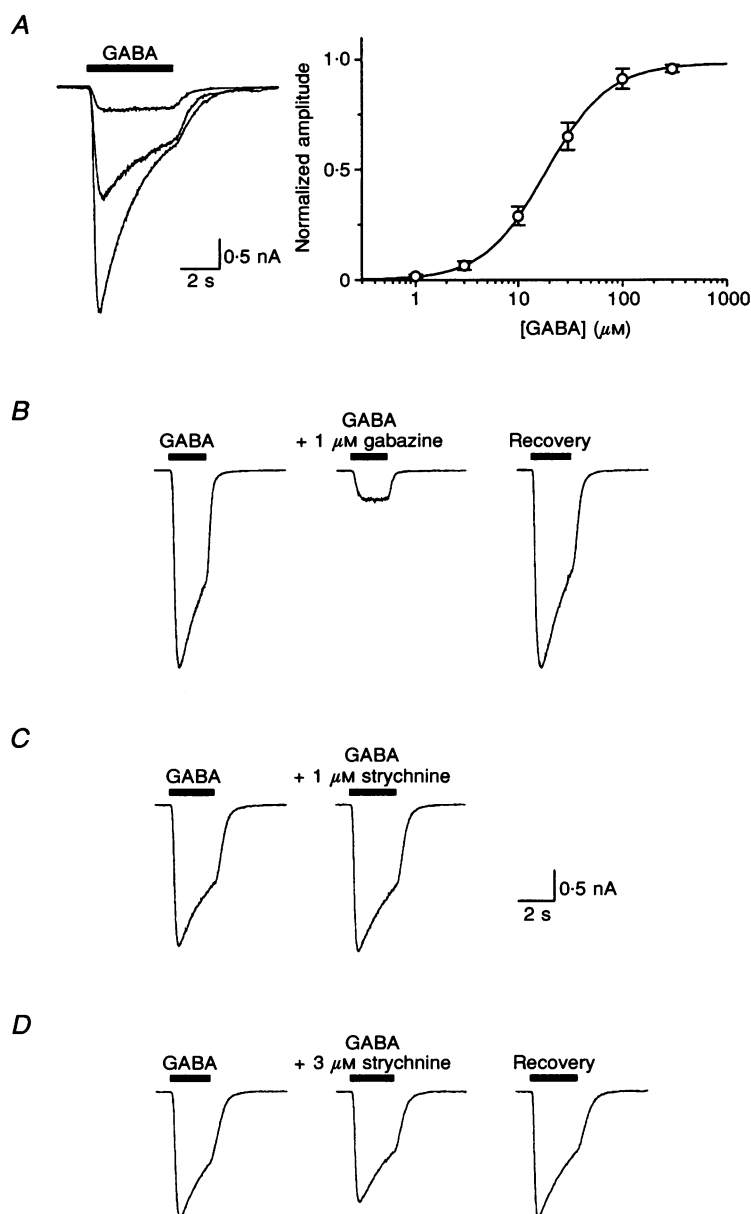 A
GABA
0·5 nA
2 s
Normalized amplitude
1·0
0·5
0
1
10
100
1000
[GABA] (μM)
B
GABA
GABA
+ 1 μM gabazine
Recovery
C
GABA
GABA
+ 1 μM strychnine
0·5 nA
2 s
D
GABA
GABA
+ 3 μM strychnine
Recovery